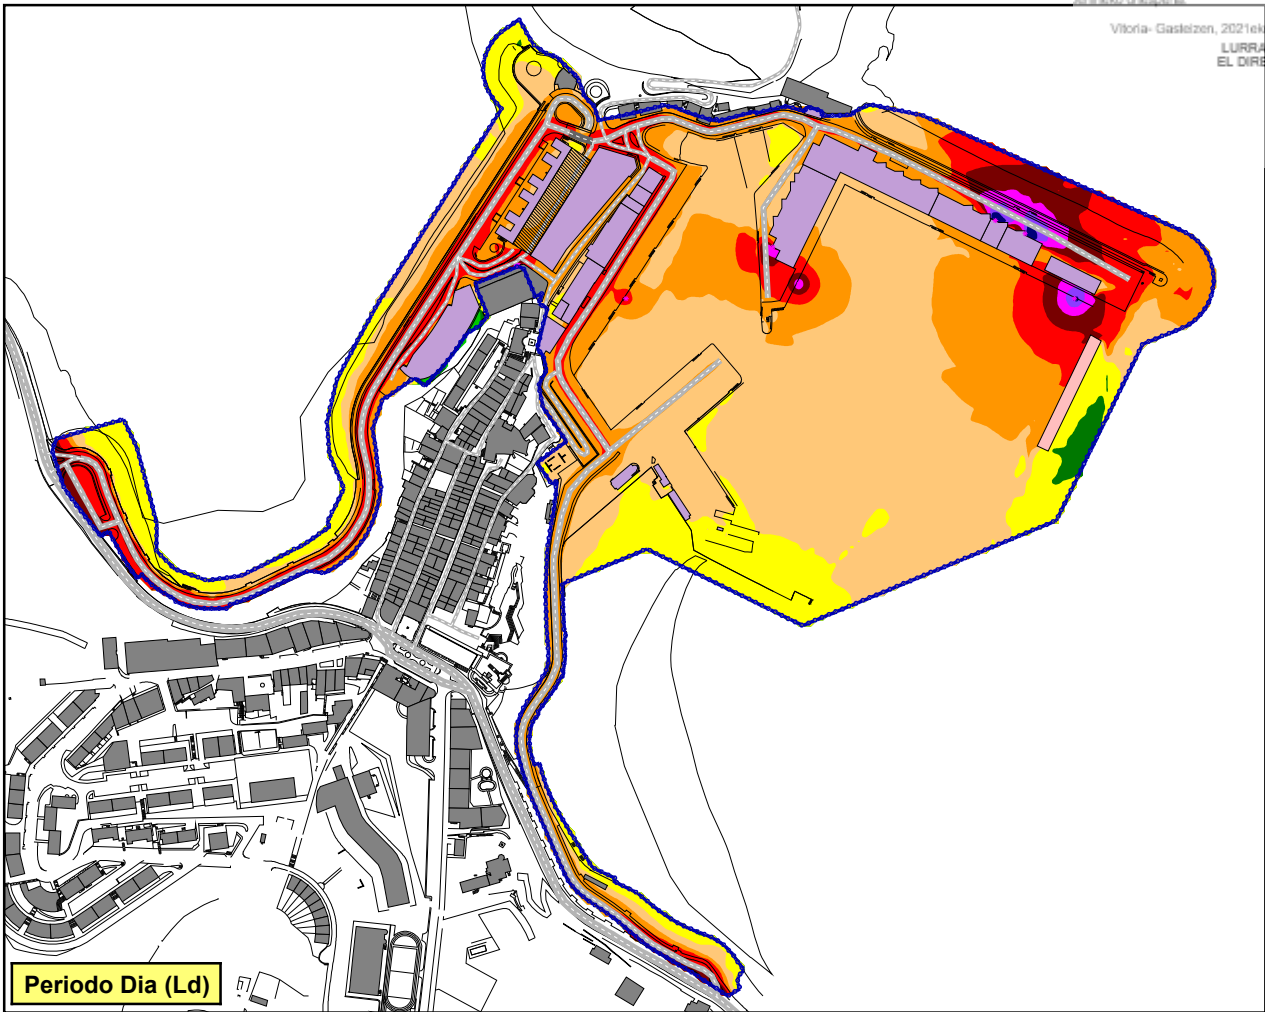 Vitoria- Gasteizen, 2021ek
LURRA
EL DIRE
Periodo Dia (Ld)